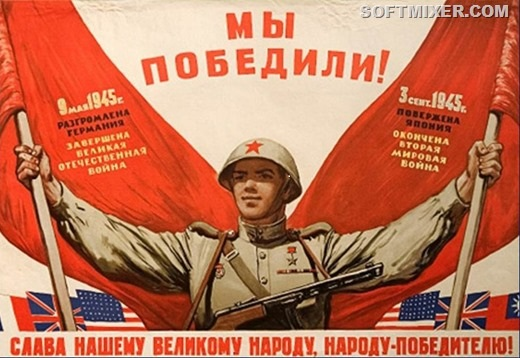 SOFTMIXER.COM
МЫ
ПОБЕДИЛИ!
9 МАЯ 1945 г.
РАЗГРОМЛЕНА
ГЕРМАНИЯ
ЗАВЕРШЕНА
ВЕЛИКАЯ
ОТЕЧЕСТВЕННАЯ
ВОЙНА
3 СЕНТ. 1945 г.
ПОВЕРЖЕНА
ЯПОНИЯ
ОКОНЧЕНА
ВТОРАЯ
МИРОВАЯ
ВОЙНА
СЛАВА НАШЕМУ ВЕЛИКОМУ НАРОДУ, НАРОДУ-ПОБЕДИТЕЛЮ!